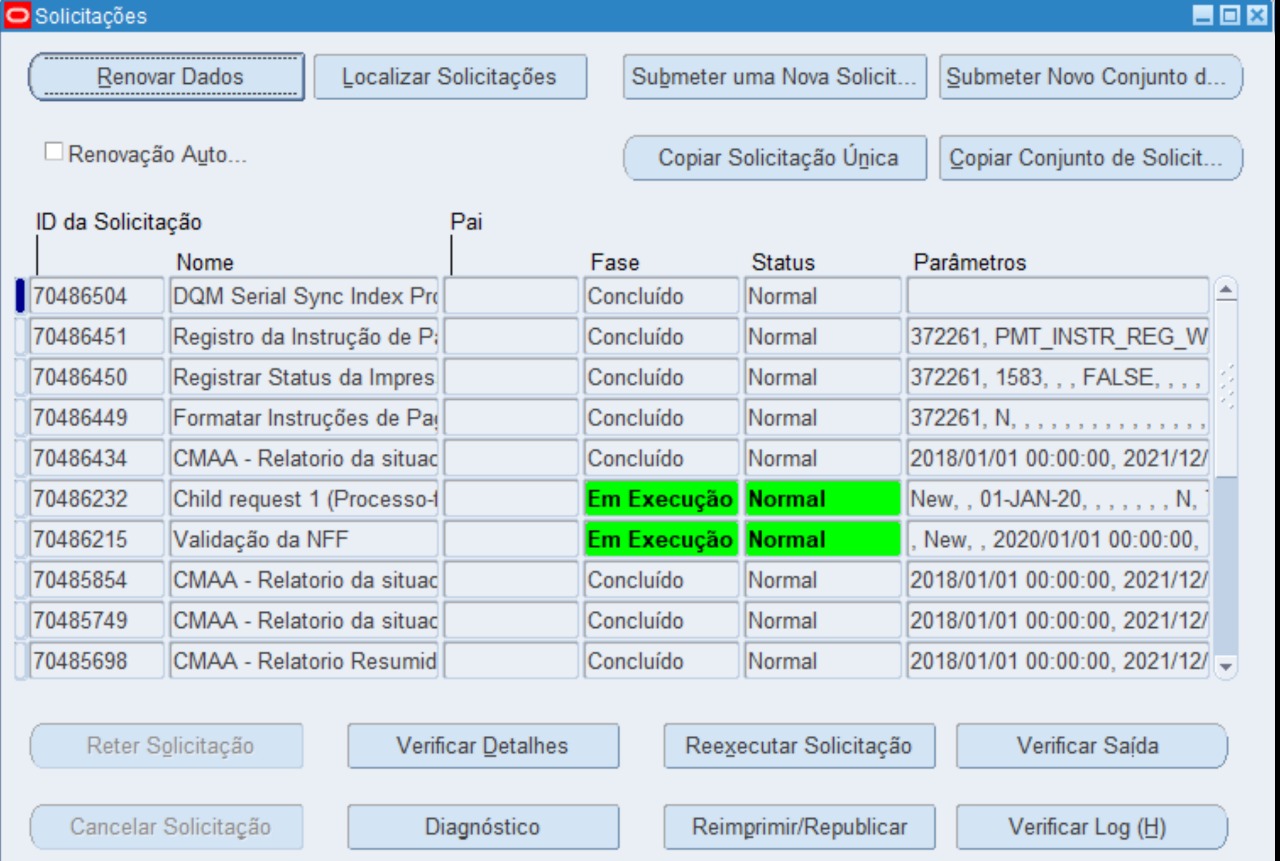 Solicitações
Renovar Dados Localizar Solicitações Submeter uma Nova Solicit... Submeter Novo Conjunto d...
Renovação Auto... Copiar Solicitação Única Copiar Conjunto de Solicit...
ID da Solicitação Pai
Nome Fase Status Parâmetros
70486504 DQM Serial Sync Index Pro Concluído Normal
70486451 Registro da Instrução de Pa Concluído Normal 372261, PMT_INSTR_REG_W
70486450 Registrar Status da Impres Concluído Normal 372261, 1583, , , FALSE, , , ,
70486449 Formatar Instruções de Pag Concluído Normal 372261, N, , , , , , , , , , , , , , ,
70486434 CMAA - Relatorio da situac Concluído Normal 2018/01/01 00:00:00, 2021/12/
70486232 Child request 1 (Processo-f Em Execução Normal New, , 01-JAN-20, , , , , , , N,
70486215 Validação da NFF Em Execução Normal , New, , 2020/01/01 00:00:00,
70485854 CMAA - Relatorio da situac Concluído Normal 2018/01/01 00:00:00, 2021/12/
70485749 CMAA - Relatorio da situac Concluído Normal 2018/01/01 00:00:00, 2021/12/
70485698 CMAA - Relatorio Resumid Concluído Normal 2018/01/01 00:00:00, 2021/12/
Reter Solicitação Verificar Detalhes Reexecutar Solicitação Verificar Saída
Cancelar Solicitação Diagnóstico Reimprimir/Republicar Verificar Log (H)